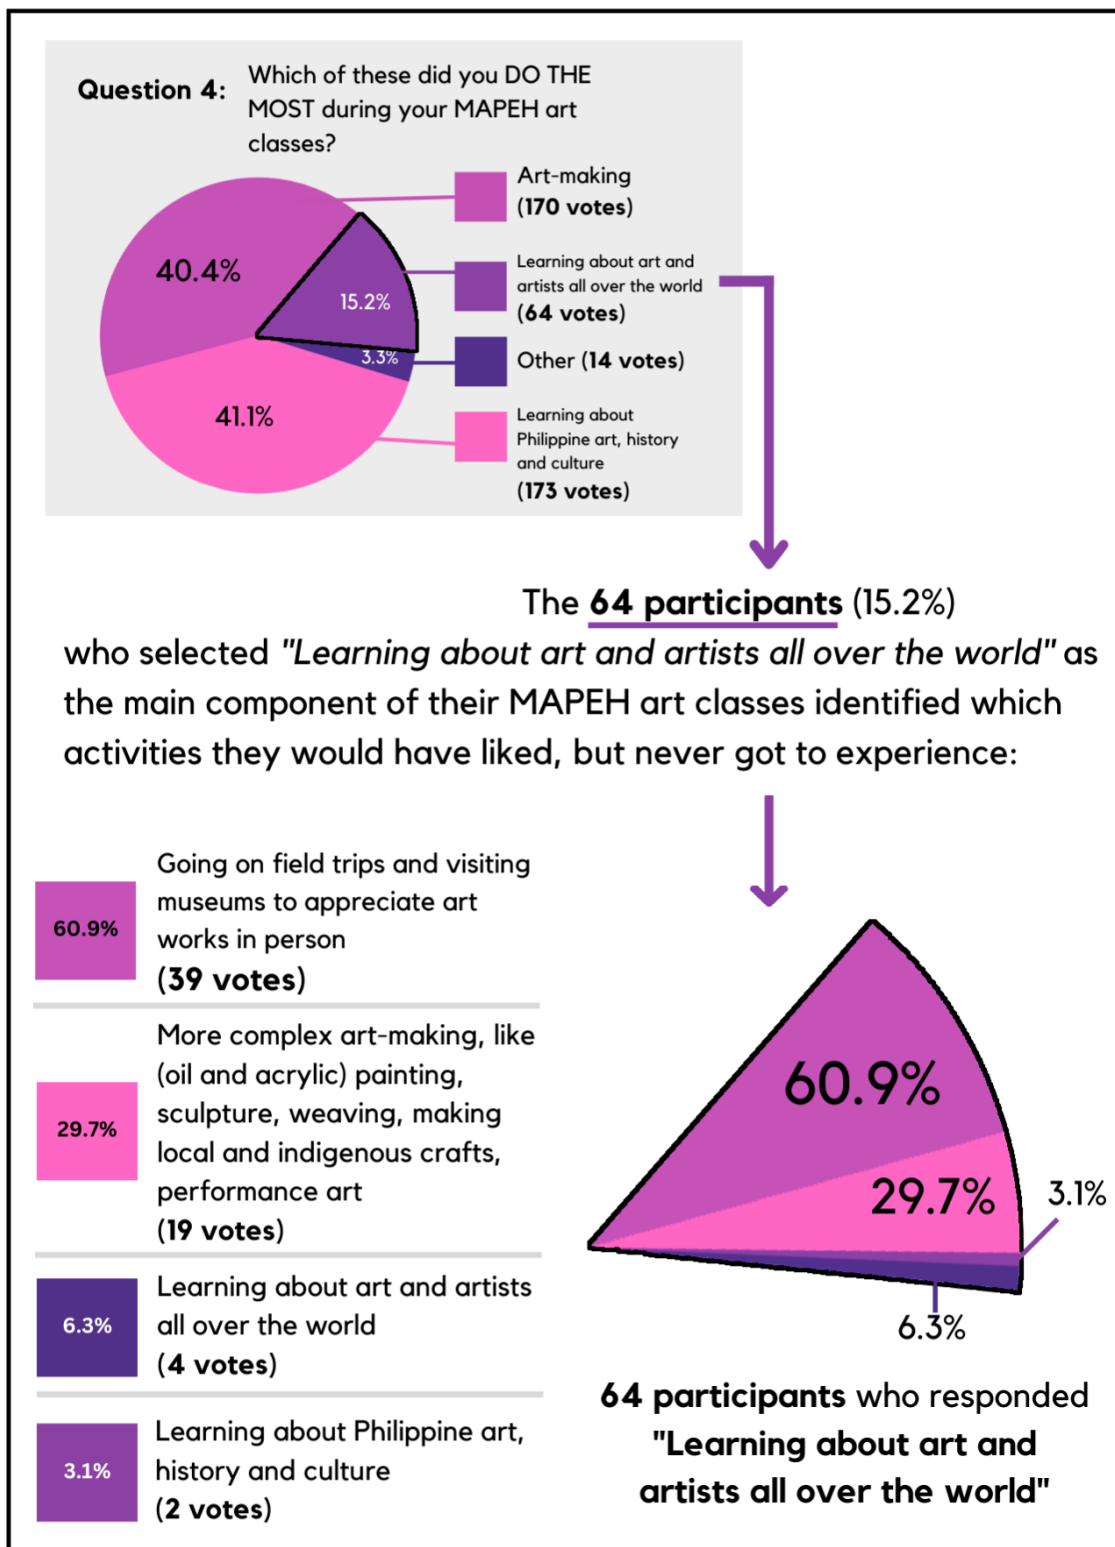 Question 4:
Which of these did you DO THE
MOST during your MAPEH art
classes?
40.4%
15.2%
3.3%
41.1%
Art-making
(170 votes)
Learning about art and
artists all over the world
(64 votes)
Other (14 votes)
Learning about
Philippine art, history
and culture
(173 votes)
The 64 participants (15.2%)
who selected "Learning about art and artists all over the world" as
the main component of their MAPEH art classes identified which
activities they would have liked, but never got to experience:
60.9%
Going on field trips and visiting
museums to appreciate art
works in person
(39 votes)
29.7%
More complex art-making, like
(oil and acrylic) painting,
sculpture, weaving, making
local and indigenous crafts,
performance art
(19 votes)
6.3%
Learning about art and artists
all over the world
(4 votes)
3.1%
Learning about Philippine art,
history and culture
(2 votes)
60.9%
29.7%
3.1%
6.3%
64 participants who responded
"Learning about art and
artists all over the world"